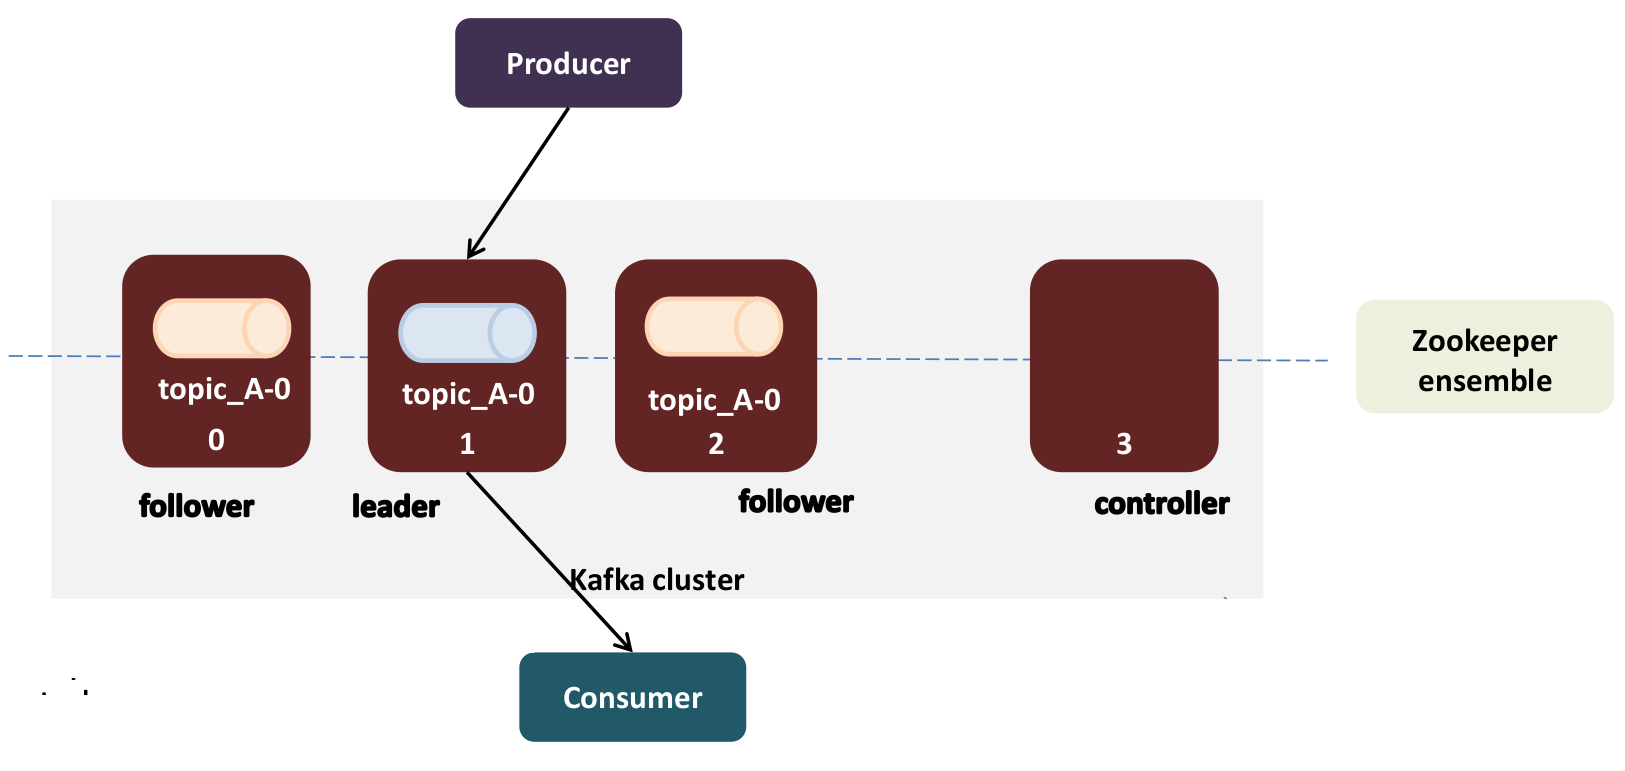 Producer
topic_A-0
0
topic_A-0
1
topic_A-0
2
3
Zookeeper
ensemble
follower
leader
follower
controller
Kafka cluster
Consumer